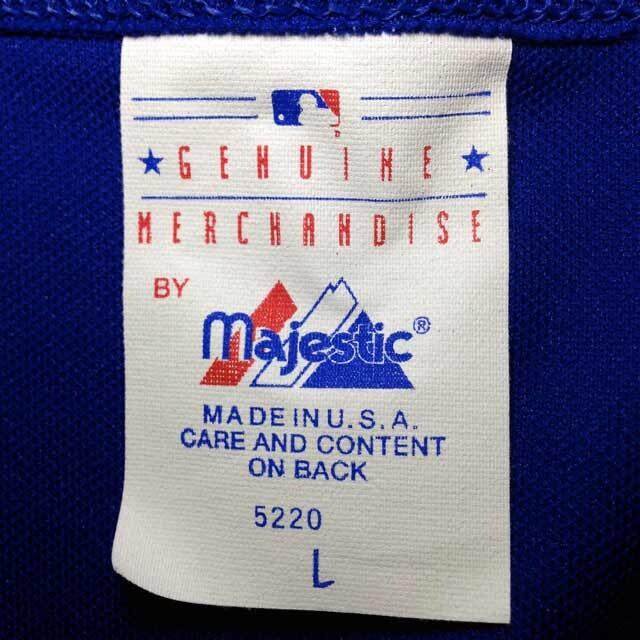 GENUINE
MERCHANDISE
BY
Majestic®
MADE IN U.S.A.
CARE AND CONTENT
ON BACK
5220
L